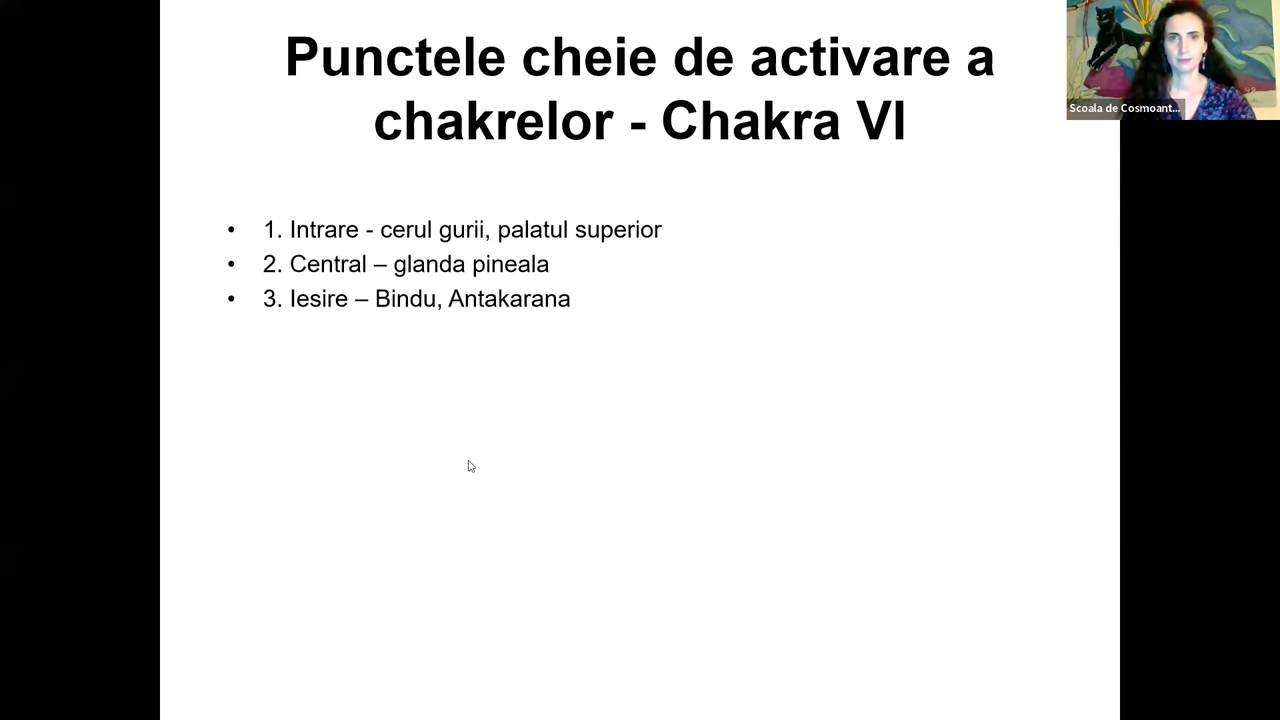 Punctele cheie de activare a
chakrelor - Chakra VI
Scoala de Cosmoant...
• 1. Intrare - cerul gurii, palatul superior
• 2. Central – glanda pineala
• 3. Iesire – Bindu, Antakarana